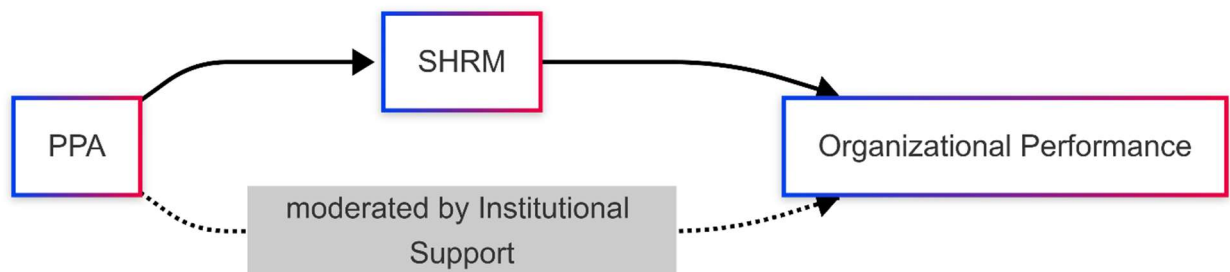 SHRM
PPA
Organizational Performance
moderated by Institutional
Support